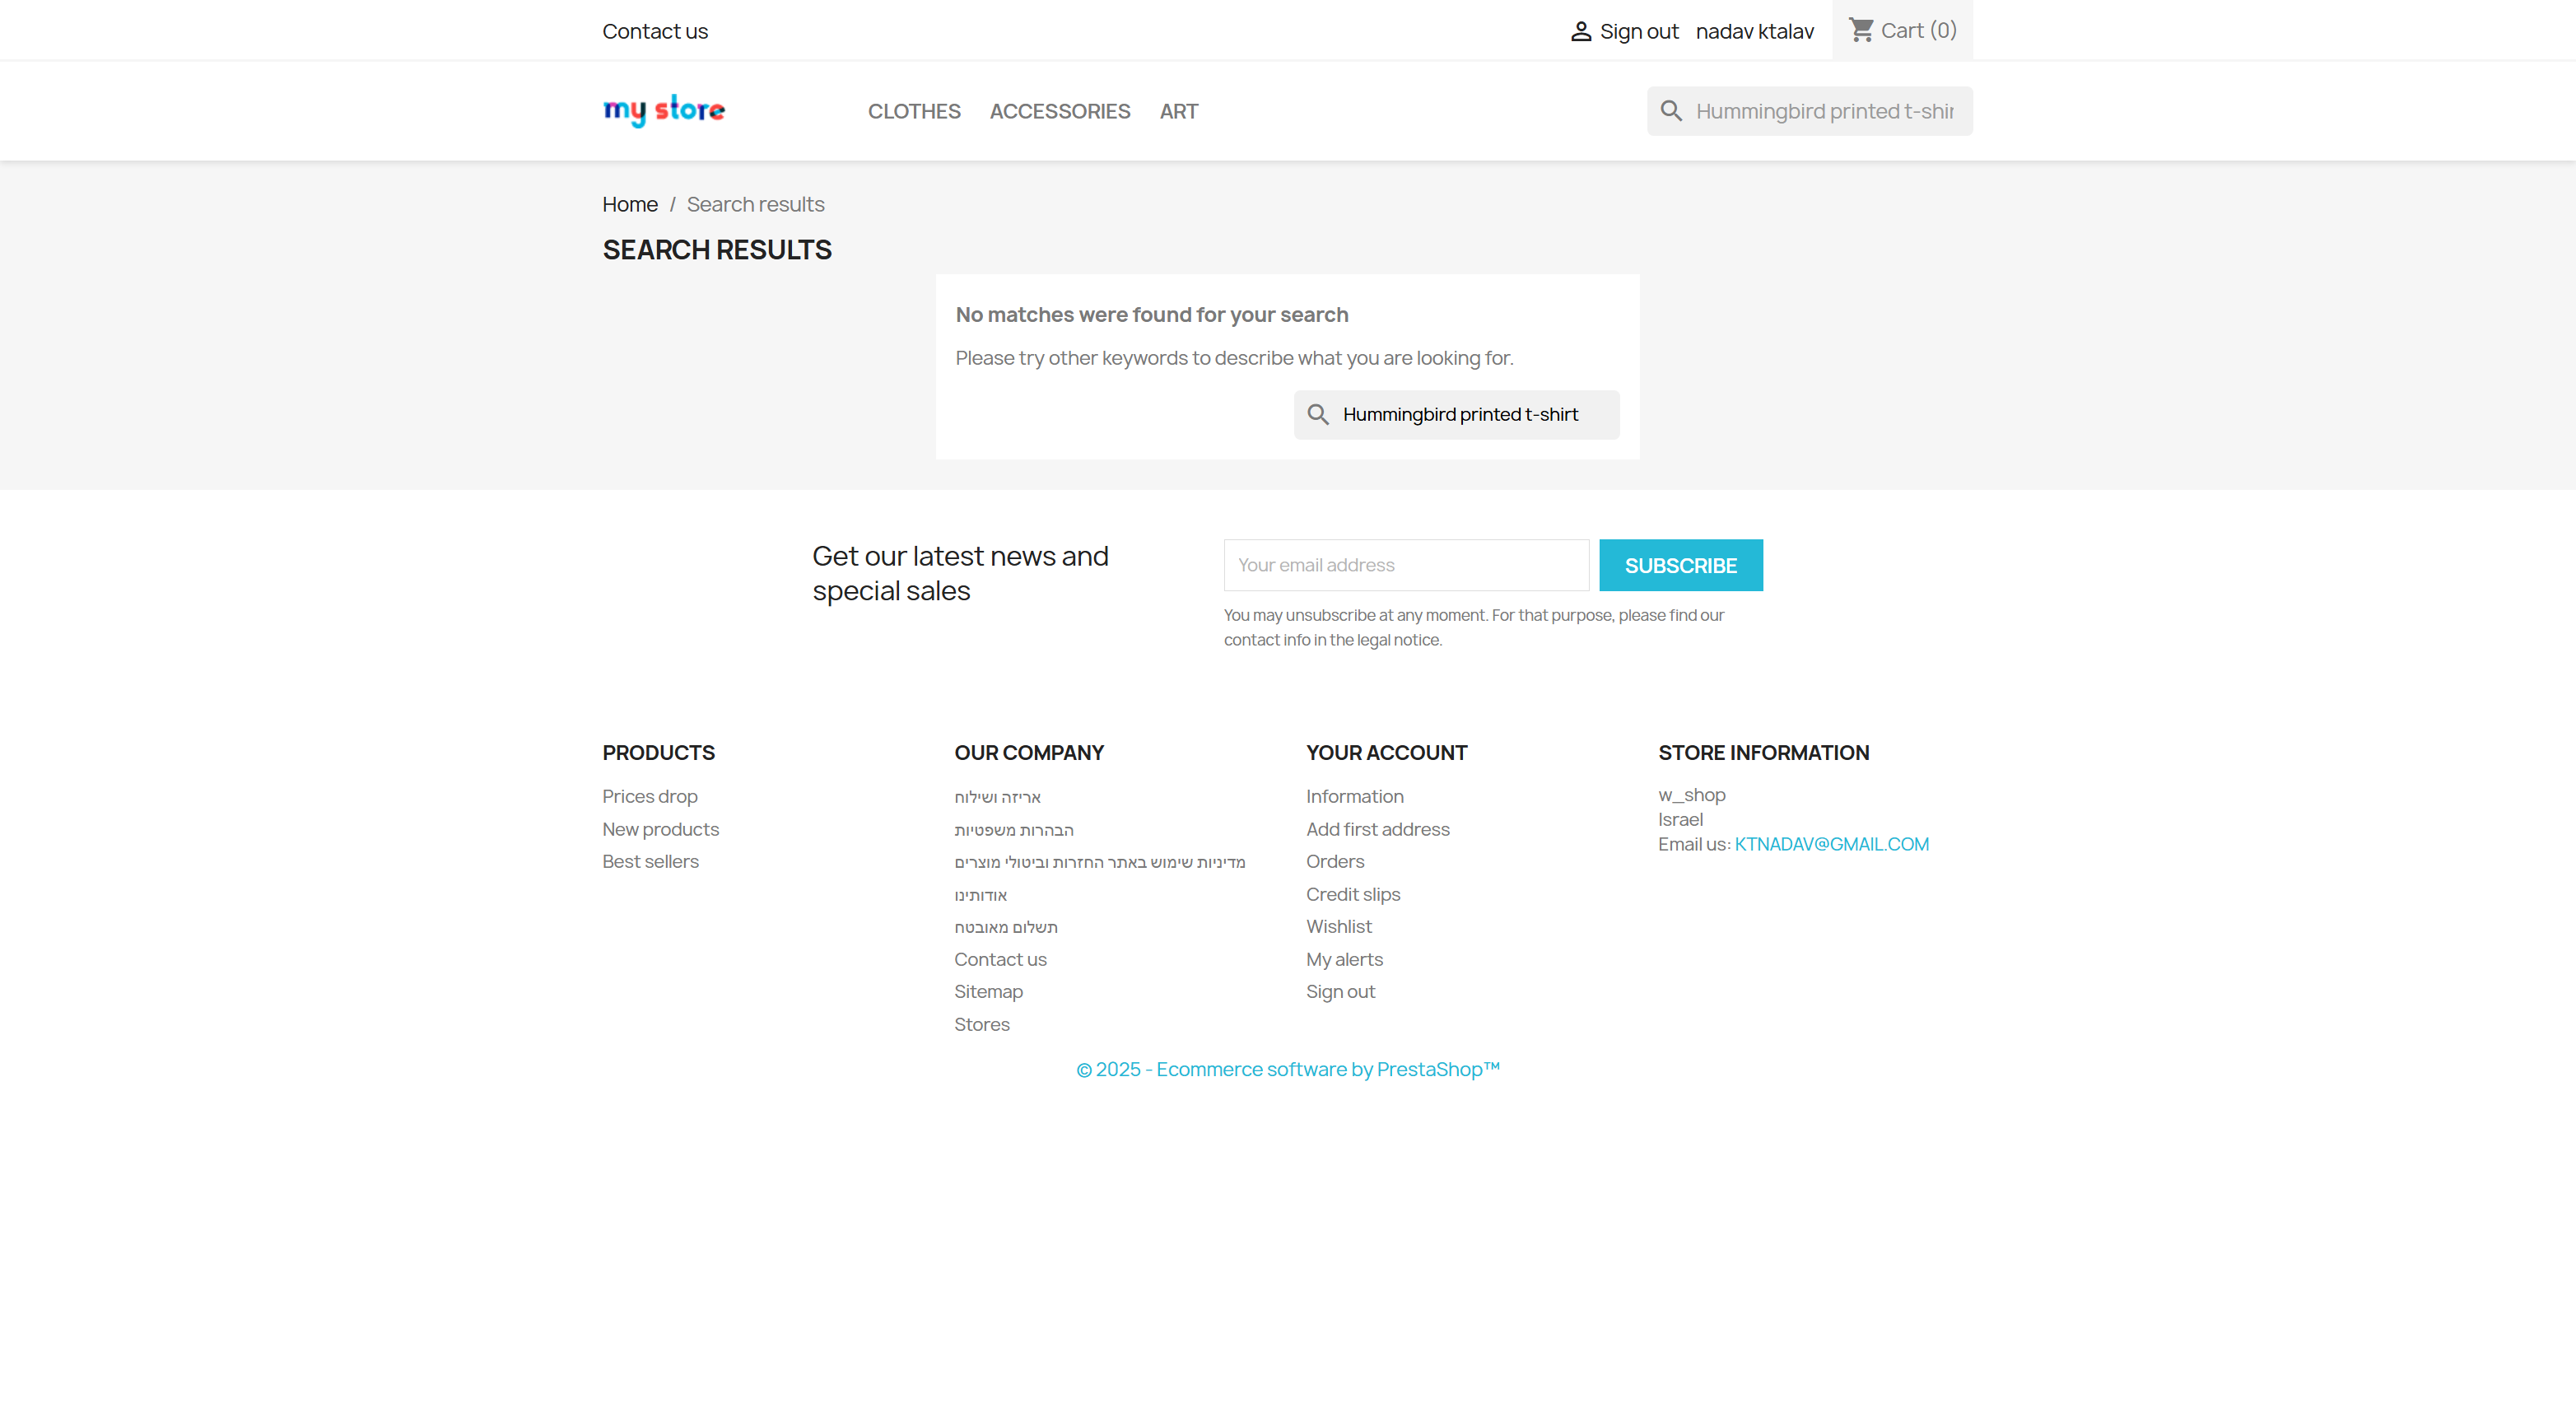 Contact us
Sign out nadav ktalav Cart (0)
my store
CLOTHES ACCESSORIES ART
Hummingbird printed t-shir
Home / Search results
SEARCH RESULTS
No matches were found for your search
Please try other keywords to describe what you are looking for.
Hummingbird printed t-shirt
Get our latest news and
special sales
Your email address
SUBSCRIBE
You may unsubscribe at any moment. For that purpose, please find our
contact info in the legal notice.
PRODUCTS
Prices drop
New products
Best sellers
OUR COMPANY
אריזה ושילוח
הבהרות משפטיות
מדיניות שימוש באתר החזרות וביטולי מוצרים
אודותינו
תשלום מאובטח
Contact us
Sitemap
Stores
YOUR ACCOUNT
Information
Add first address
Orders
Credit slips
Wishlist
My alerts
Sign out
STORE INFORMATION
w_shop
Israel
Email us: KTNADAV@GMAIL.COM
© 2025 - Ecommerce software by PrestaShop™